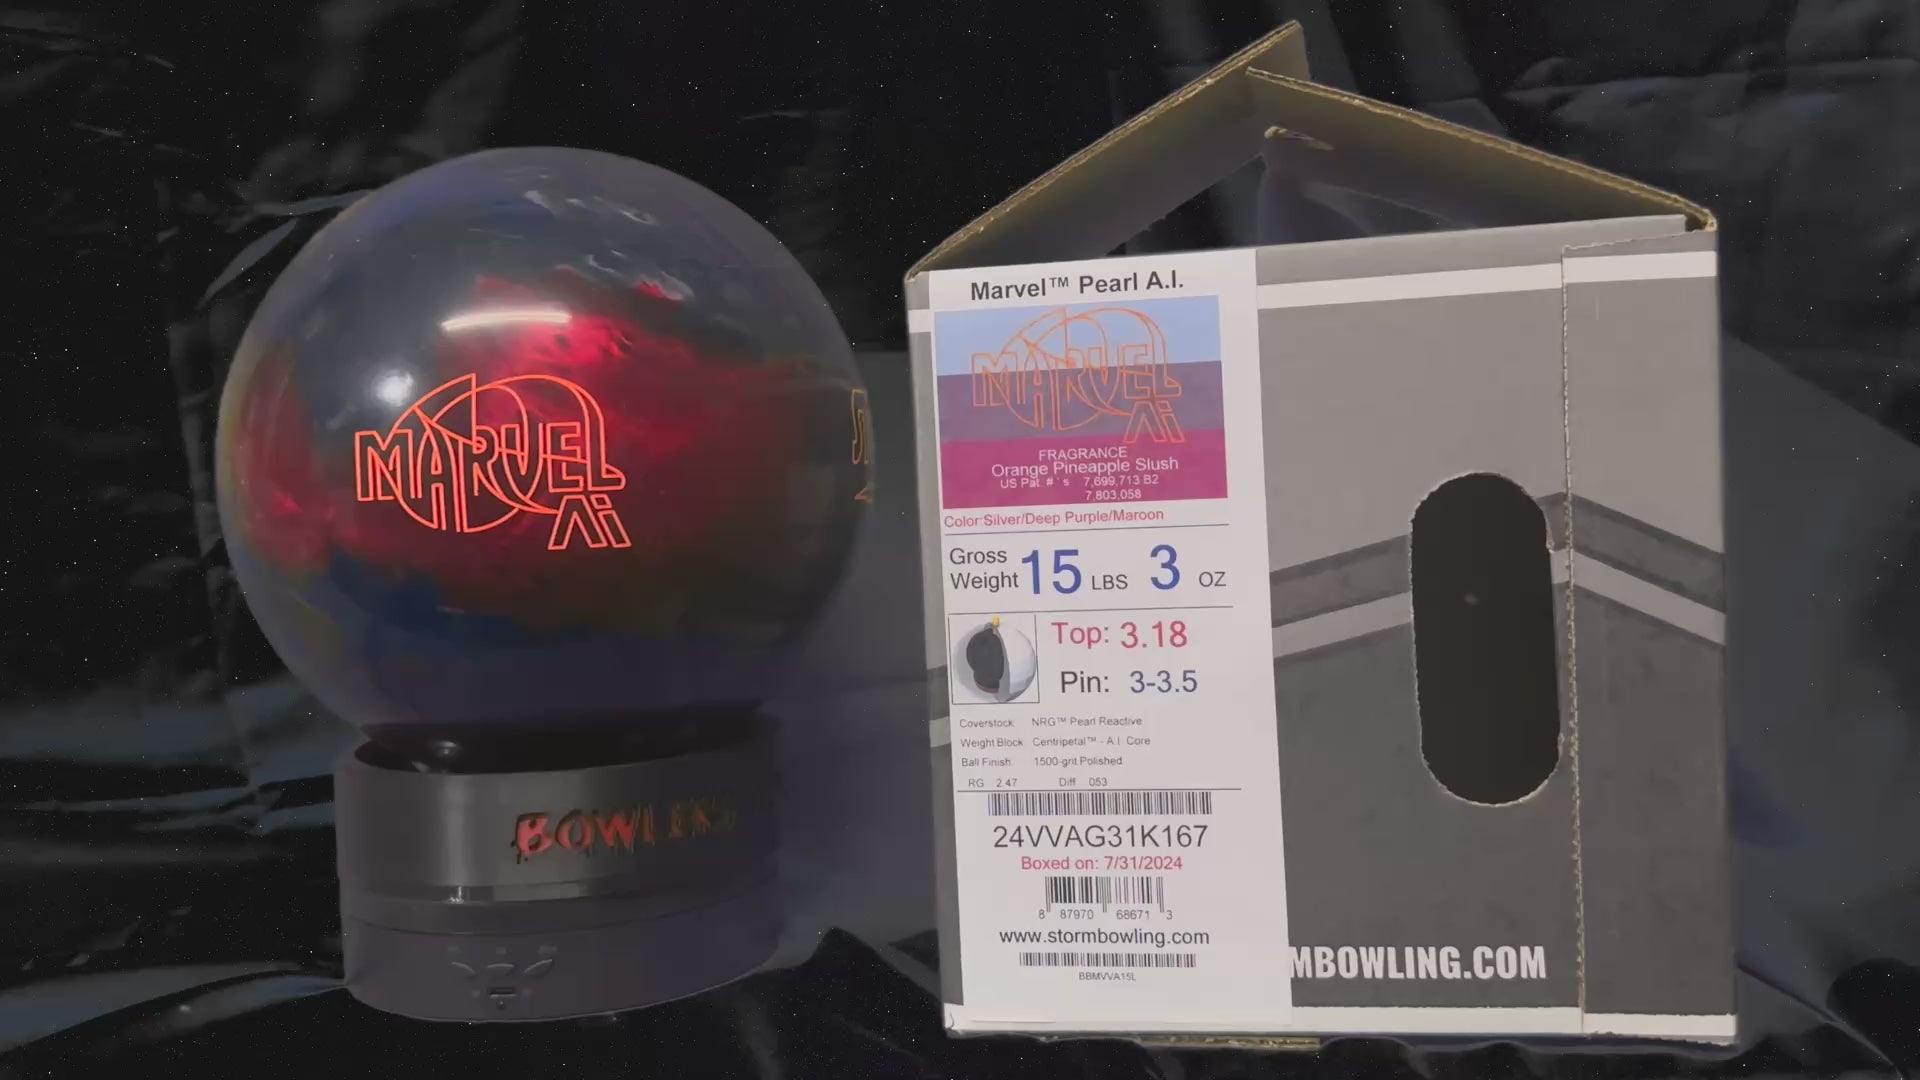 MARVEL
Ai
BOWLERS
Marvel™ Pearl A.I.
MARVEL
Ai
FRAGRANCE
Orange Pineapple Slush
US Pat. #'s 7,699,713 B2
7,803,058
Color:Silver/Deep Purple/Maroon
Gross
Weight 15 LBS 3 OZ
Top: 3.18
Pin: 3-3.5
Coverstock: NRG™ Pearl Reactive
Weight Block: Centripetal™ - A.I. Core
Ball Finish: 1500-grit Polished
RG 2.47 Diff .053
24VVAG31K167
Boxed on: 7/31/2024
8 87970 68671 3
www.stormbowling.com
BBMVVA15L
MBOWLING.COM